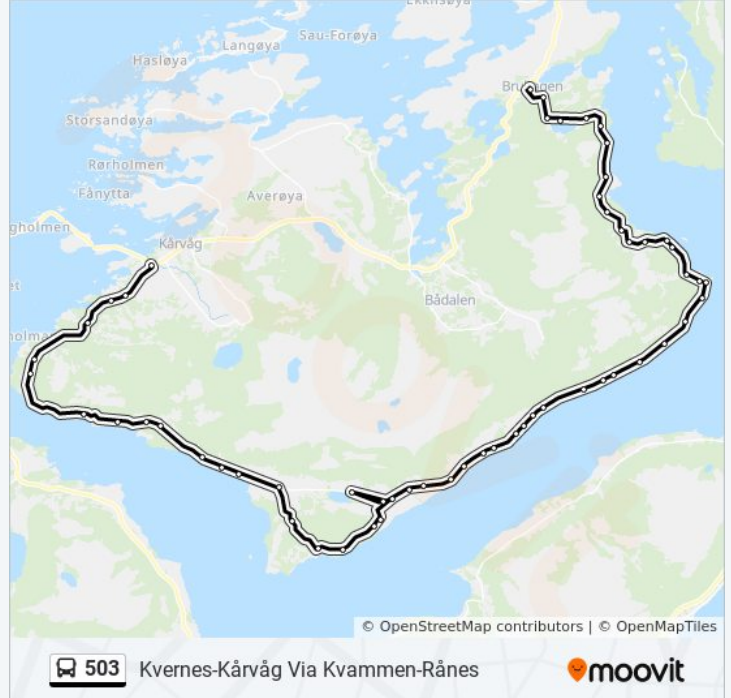 Ekkilsøya
Sau-Forøya
Langøya
Hasløya
Storsandøya
Rørholmen
Fånytta
Averøya
Kårvåg
Bådalen
© OpenStreetMap contributors | © OpenMapTiles
503 Kvernes-Kårvåg Via Kvammen-Rånes
moovit